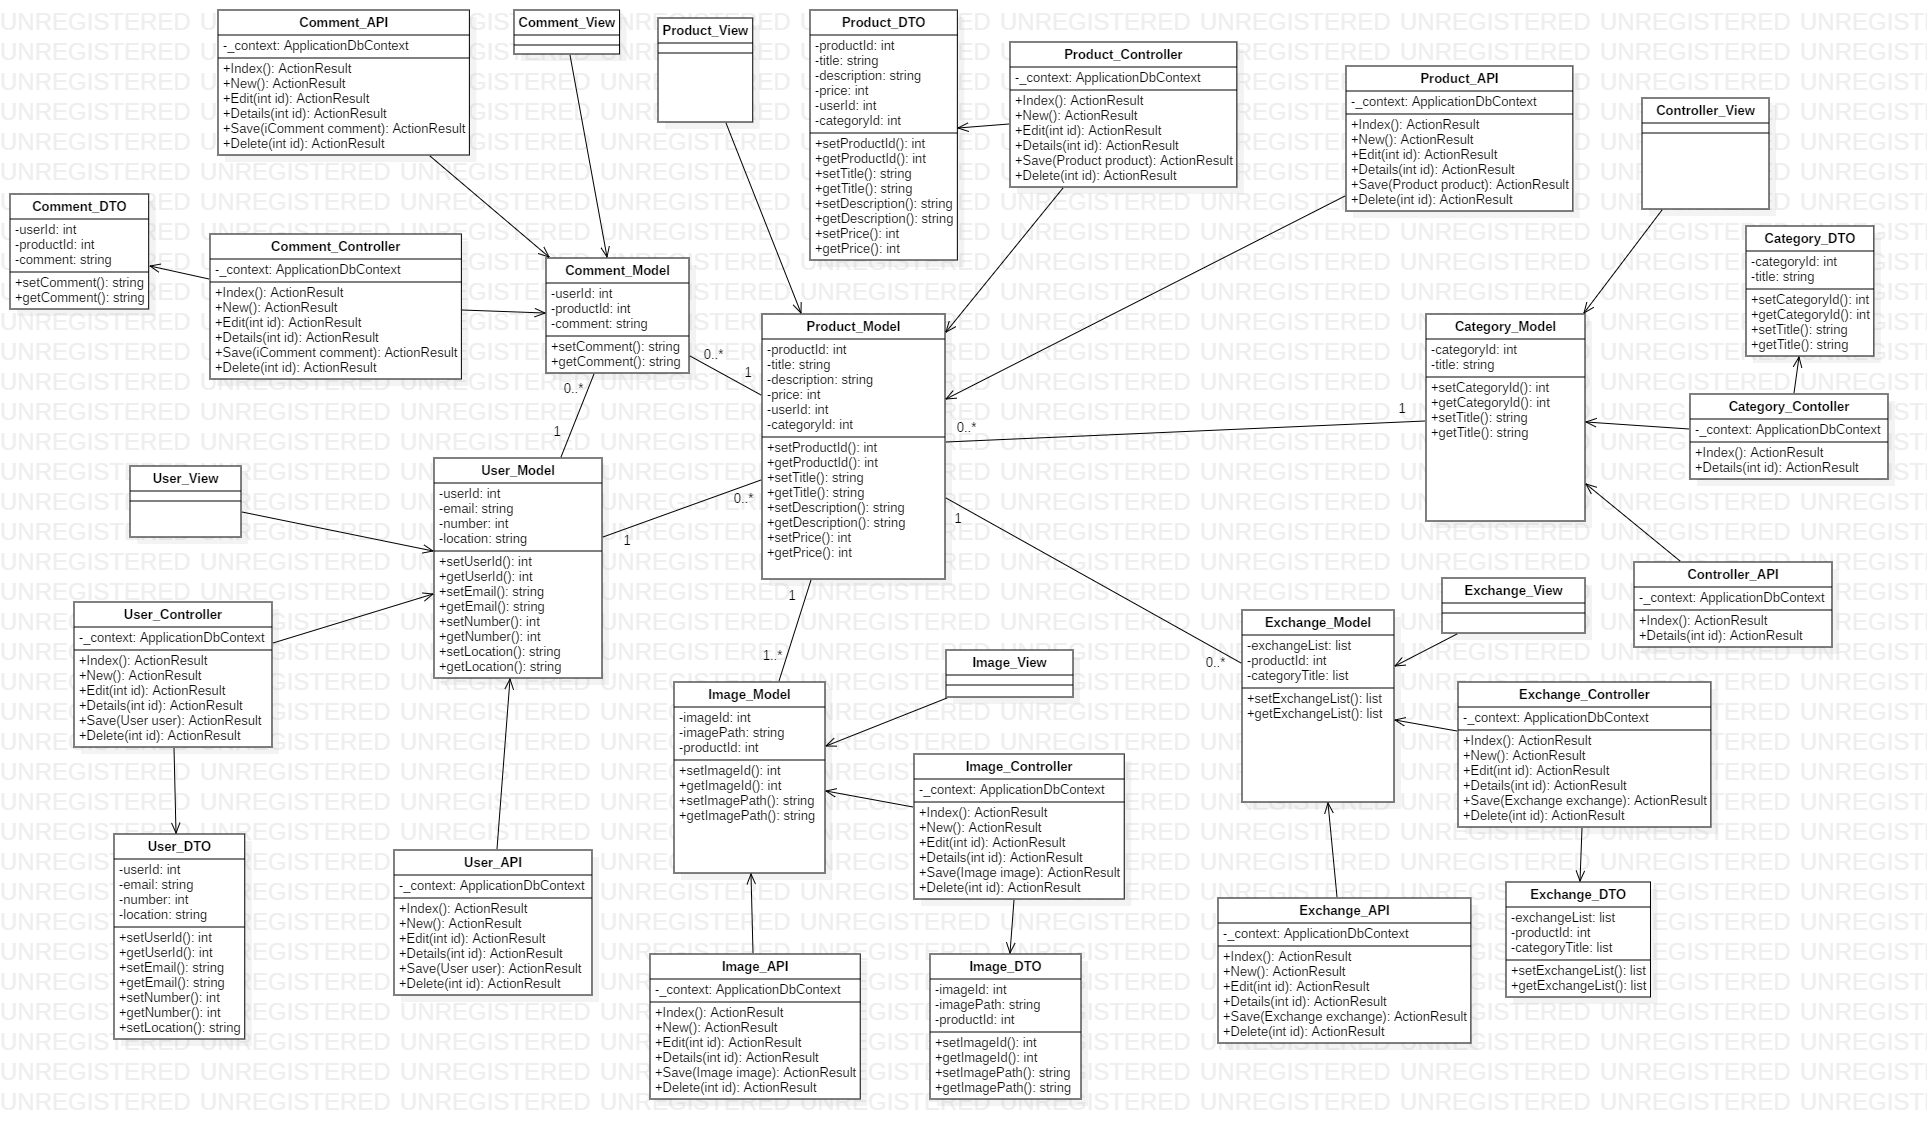 Comment_API
-_context: ApplicationDbContext
+Index(): ActionResult
+New(): ActionResult
+Edit(int id): ActionResult
+Details(int id): ActionResult
+Save(iComment comment): ActionResult
+Delete(int id): ActionResult
Comment_View
Product_View
Product_DTO
-productId: int
-title: string
-description: string
-price: int
-userId: int
-categoryId: int
+setProductId(): int
+getProductId(): int
+setTitle(): string
+getTitle(): string
+setDescription(): string
+getDescription(): string
+setPrice(): int
+getPrice(): int
Product_Controller
-_context: ApplicationDbContext
+Index(): ActionResult
+New(): ActionResult
+Edit(int id): ActionResult
+Details(int id): ActionResult
+Save(Product product): ActionResult
+Delete(int id): ActionResult
Product_API
-_context: ApplicationDbContext
+Index(): ActionResult
+New(): ActionResult
+Edit(int id): ActionResult
+Details(int id): ActionResult
+Save(Product product): ActionResult
+Delete(int id): ActionResult
Controller_View
Comment_DTO
-userId: int
-productId: int
-comment: string
+setComment(): string
+getComment(): string
Comment_Controller
-_context: ApplicationDbContext
+Index(): ActionResult
+New(): ActionResult
+Edit(int id): ActionResult
+Details(int id): ActionResult
+Save(iComment comment): ActionResult
+Delete(int id): ActionResult
Comment_Model
-userId: int
-productId: int
-comment: string
+setComment(): string
+getComment(): string
0..*
1
0..*
1
Product_Model
-productId: int
-title: string
-description: string
-price: int
-userId: int
-categoryId: int
+setProductId(): int
+getProductId(): int
+setTitle(): string
+getTitle(): string
+setDescription(): string
+getDescription(): string
+setPrice(): int
+getPrice(): int
0..*
1
Category_Model
-categoryId: int
-title: string
+setCategoryId(): int
+getCategoryId(): int
+setTitle(): string
+getTitle(): string
Category_DTO
-categoryId: int
-title: string
+setCategoryId(): int
+getCategoryId(): int
+setTitle(): string
+getTitle(): string
Category_Contoller
-_context: ApplicationDbContext
+Index(): ActionResult
+Details(int id): ActionResult
User_View
User_Model
-userId: int
-email: string
-number: int
-location: string
+setUserId(): int
+getUserId(): int
+setEmail(): string
+getEmail(): string
+setNumber(): int
+getNumber(): int
+setLocation(): string
+getLocation(): string
0..*
1
1
1
1..*
0..*
Controller_API
-_context: ApplicationDbContext
+Index(): ActionResult
+Details(int id): ActionResult
Exchange_View
User_Controller
-_context: ApplicationDbContext
+Index(): ActionResult
+New(): ActionResult
+Edit(int id): ActionResult
+Details(int id): ActionResult
+Save(User user): ActionResult
+Delete(int id): ActionResult
Exchange_Model
-exchangeList: list
-productId: int
-categoryTitle: list
+setExchangeList(): list
+getExchangeList(): list
Image_View
Image_Model
-imageId: int
-imagePath: string
-productId: int
+setImageId(): int
+getImageId(): int
+setImagePath(): string
+getImagePath(): string
Exchange_Controller
-_context: ApplicationDbContext
+Index(): ActionResult
+New(): ActionResult
+Edit(int id): ActionResult
+Details(int id): ActionResult
+Save(Exchange exchange): ActionResult
+Delete(int id): ActionResult
Image_Controller
-_context: ApplicationDbContext
+Index(): ActionResult
+New(): ActionResult
+Edit(int id): ActionResult
+Details(int id): ActionResult
+Save(Image image): ActionResult
+Delete(int id): ActionResult
User_DTO
-userId: int
-email: string
-number: int
-location: string
+setUserId(): int
+getUserId(): int
+setEmail(): string
+getEmail(): string
+setNumber(): int
+getNumber(): int
+setLocation(): string
User_API
-_context: ApplicationDbContext
+Index(): ActionResult
+New(): ActionResult
+Edit(int id): ActionResult
+Details(int id): ActionResult
+Save(User user): ActionResult
+Delete(int id): ActionResult
Exchange_DTO
-exchangeList: list
-productId: int
-categoryTitle: list
+setExchangeList(): list
+getExchangeList(): list
Exchange_API
-_context: ApplicationDbContext
+Index(): ActionResult
+New(): ActionResult
+Edit(int id): ActionResult
+Details(int id): ActionResult
+Save(Exchange exchange): ActionResult
+Delete(int id): ActionResult
Image_API
-_context: ApplicationDbContext
+Index(): ActionResult
+New(): ActionResult
+Edit(int id): ActionResult
+Details(int id): ActionResult
+Save(Image image): ActionResult
+Delete(int id): ActionResult
Image_DTO
-imageId: int
-imagePath: string
-productId: int
+setImageId(): int
+getImageId(): int
+setImagePath(): string
+getImagePath(): string
UNREGISTERED